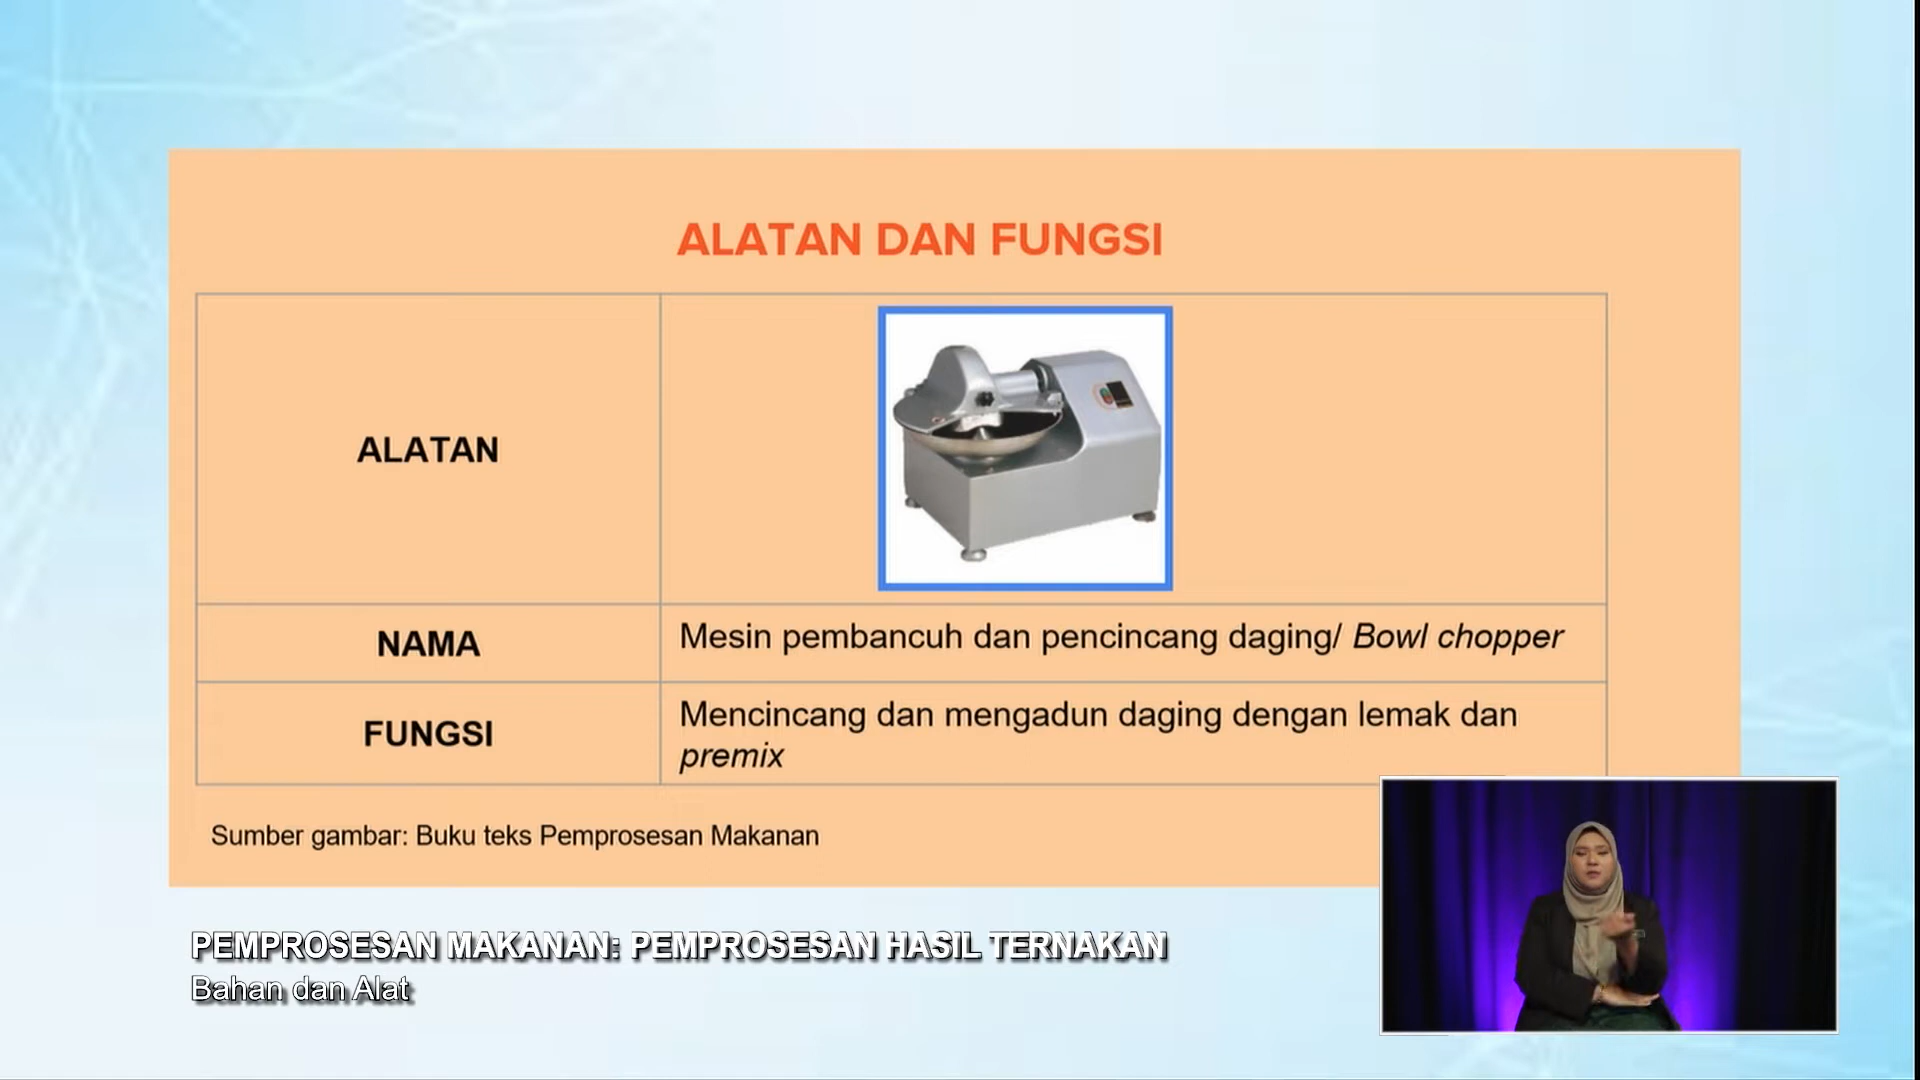 ALATAN DAN FUNGSI
ALATAN
NAMA
Mesin pembancuh dan pencincang daging/ Bowl chopper
FUNGSI
Mencincang dan mengadun daging dengan lemak dan
premix
Sumber gambar: Buku teks Pemprosesan Makanan
PEMPROSESAN MAKANAN: PEMPROSESAN HASIL TERNAKAN
Bahan dan Alat